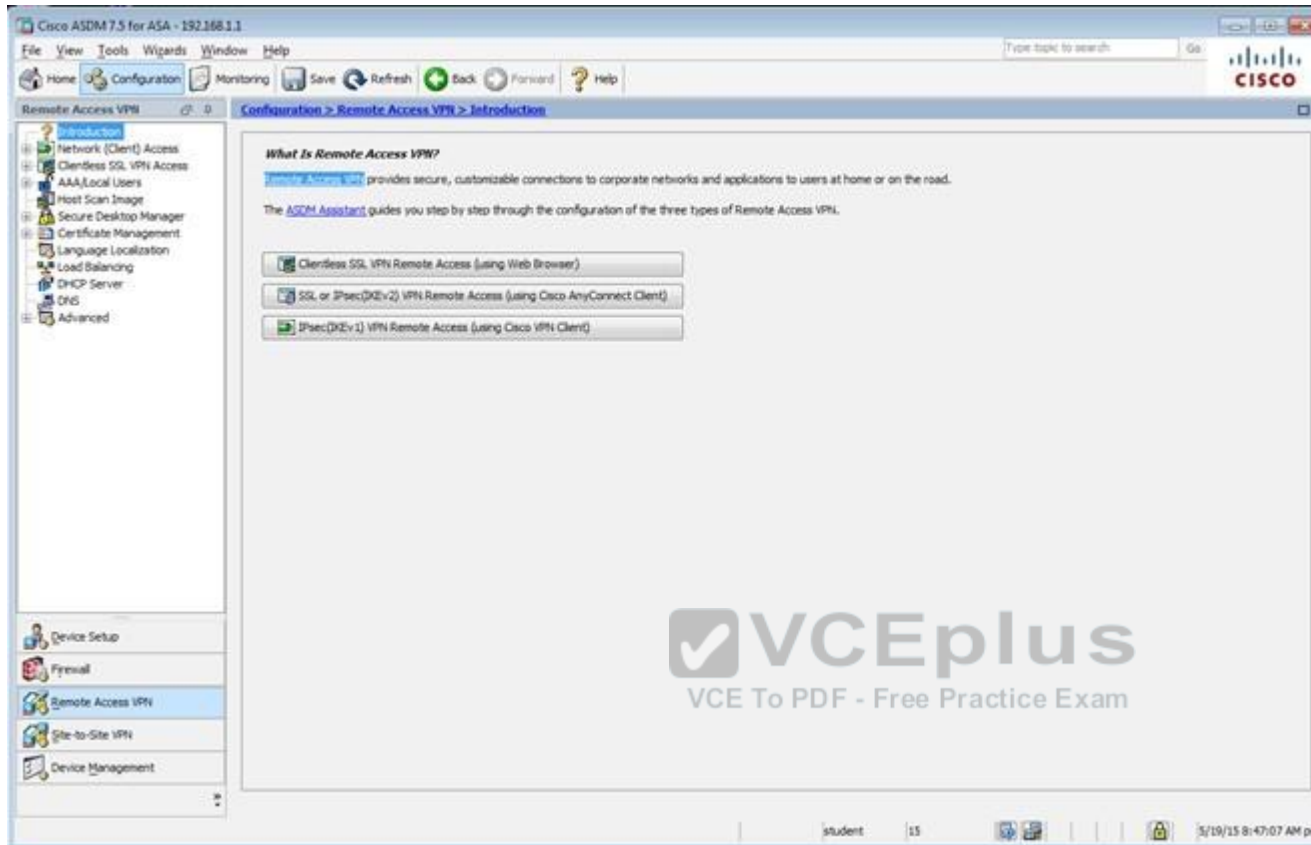 Cisco ASDM 7.5 for ASA - 192.168.1.1
File View Tools Wizards Window Help
Type topic to search Go
Home Configuration Monitoring Save Refresh Back Forward Help
CISCO
Remote Access VPN
Configuration > Remote Access VPN > Introduction
Introduction
Network (Client) Access
Clientless SSL VPN Access
AAA/Local Users
Host Scan Image
Secure Desktop Manager
Certificate Management
Language Localization
Load Balancing
DHCP Server
DNS
Advanced
What Is Remote Access VPN?
Remote Access VPN provides secure, customizable connections to corporate networks and applications to users at home or on the road.
The ASDM Assistant guides you step by step through the configuration of the three types of Remote Access VPN.
Clientless SSL VPN Remote Access (using Web Browser)
SSL or IPsec(IKEv2) VPN Remote Access (using Cisco AnyConnect Client)
IPsec(IKEv1) VPN Remote Access (using Cisco VPN Client)
Device Setup
Firewall
Remote Access VPN
Site-to-Site VPN
Device Management
VCEplus
VCE To PDF - Free Practice Exam
student 15 5/19/15 8:47:07 AM p